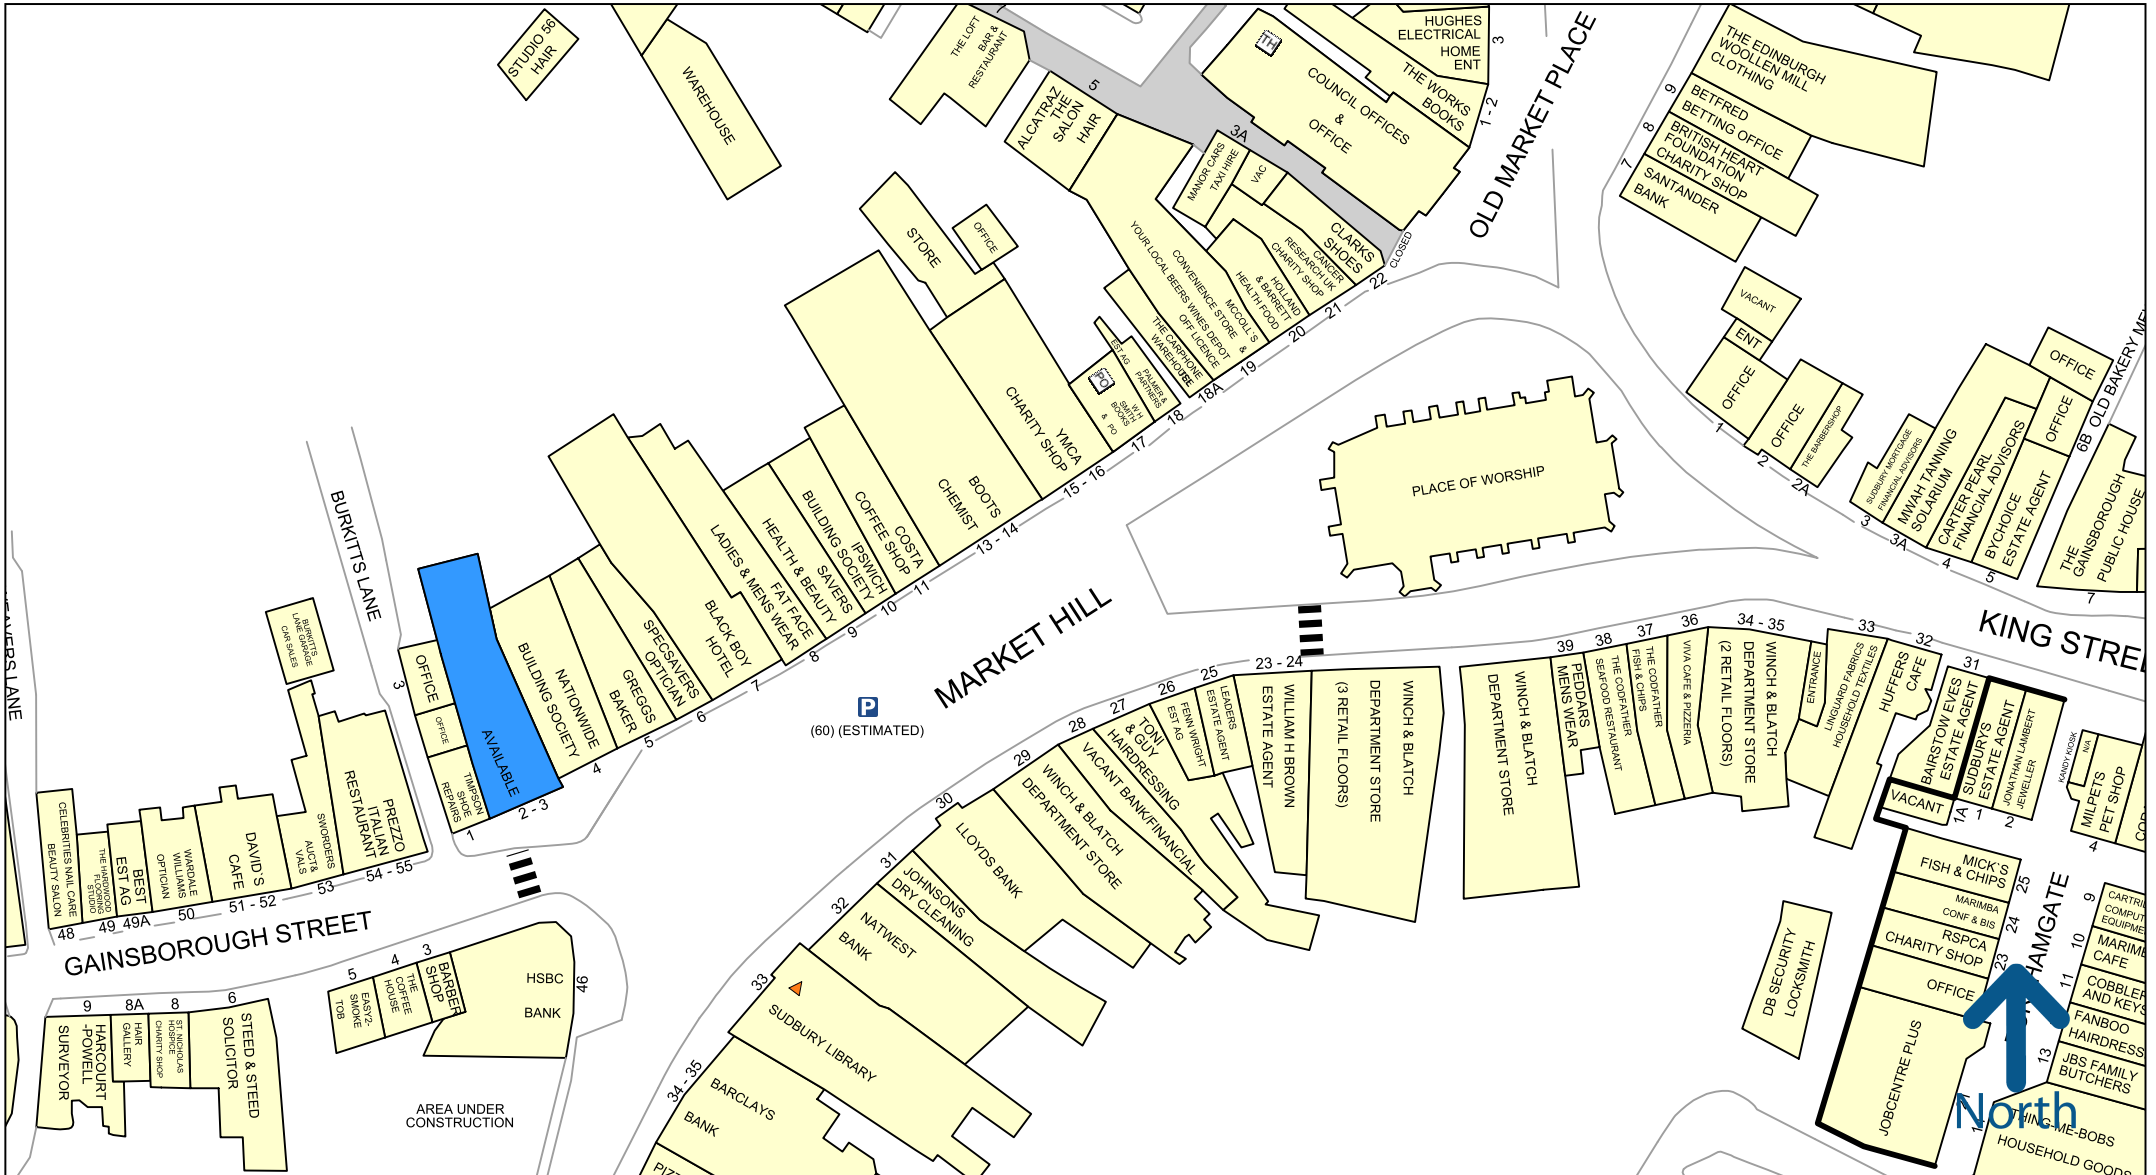 STUDIO 56
HAIR
WAREHOUSE
THE LOFT
BAR &
RESTAURANT
5
ALCATRAZ
THE
SALON
HAIR
3A
MANOR CARS
TAXI HIRE
VAC
TH
COUNCIL OFFICES
&
OFFICE
HUGHES
ELECTRICAL
HOME
ENT
3
THE WORKS
BOOKS
1 - 2
OLD MARKET PLACE
CLOSED
THE EDINBURGH
WOOLLEN MILL
CLOTHING
9
BETFRED
BETTING OFFICE
8
BRITISH HEART
FOUNDATION
CHARITY SHOP
7
SANTANDER
BANK
STORE
OFFICE
YOUR LOCAL BEERS WINES DEPOT
OFF LICENCE
CONVENIENCE STORE
MCCOLL'S
&
HOLLAND
& BARRETT
HEALTH FOOD
CANCER
RESEARCH UK
CHARITY SHOP
CLARKS
SHOES
22
21
20
19
18A
18
17
15 - 16
13 - 14
11
10
9
8
7
6
5
4
2 - 3
1
THE CARPHONE
WAREHOUSE
EST AG
PALMER &
PARTNERS
PO
W H
SMITH
BOOKS
&
PO
YMCA
CHARITY SHOP
BOOTS
CHEMIST
COSTA
COFFEE SHOP
IPSWICH
BUILDING SOCIETY
SAVERS
HEALTH & BEAUTY
FAT FACE
LADIES & MENS WEAR
BLACK BOY
HOTEL
SPECSAVERS
OPTICIAN
GREGGS
BAKER
NATIONWIDE
BUILDING SOCIETY
AVAILABLE
OFFICE
OFFICE
3
TIMPSON
SHOE
REPAIRS
BURKITTS LANE
BURKITTS
LANE GARAGE
CAR SALES
PREZZO
ITALIAN
RESTAURANT
54 - 55
SWORDERS
AUCT&
VALS
53
DAVID'S
CAFE
51 - 52
WARDALE
WILLIAMS
OPTICIAN
50
BEST
EST AG
49A
THE HARDWOOD
FLOORING
STUDIO
49
CELEBRITIES NAIL CARE
BEAUTY SALON
48
GAINSBOROUGH STREET
9
8A
8
6
5
4
3
HARCOURT
-POWELL
SURVEYOR
HAIR
GALLERY
ST. NICHOLAS
HOSPICE
CHARITY SHOP
STEED & STEED
SOLICITOR
EASY2-
SMOKE
TOB
THE
COFFEE
HOUSE
BARBER
SHOP
HSBC
BANK
46
AREA UNDER
CONSTRUCTION
MARKET HILL
P
(60) (ESTIMATED)
PLACE OF WORSHIP
VACANT
ENT
OFFICE
1
OFFICE
2
THE BARBERSHOP
2A
SUDBURY MORTGAGE
FINANCIAL ADVISORS
3
MWAH TANNING
SOLARIUM
3A
CARTER PEARL
FINANCIAL ADVISORS
4
BYCHOICE
ESTATE AGENT
5
OFFICE
OFFICE
6B
THE
GAINSBOROUGH
PUBLIC HOUSE
7
23 - 24
25
26
27
28
29
30
31
32
33
34 - 35
WILLIAM H BROWN
ESTATE AGENT
LEADERS
ESTATE AGENT
FENN WRIGHT
EST AG
TONI
& GUY
HAIRDRESSING
VACANT BANK/FINANCIAL
WINCH & BLATCH
DEPARTMENT STORE
LLOYDS BANK
JOHNSONS
DRY CLEANING
NATWEST
BANK
SUDBURY LIBRARY
BARCLAYS
BANK
WINCH & BLATCH
DEPARTMENT STORE
(3 RETAIL FLOORS)
WINCH & BLATCH
DEPARTMENT STORE
39
PEDDARS
MENS WEAR
38
THE CODFATHER
SEAFOOD RESTAURANT
37
THE CODFATHER
FISH & CHIPS
36
VIVA CAFE & PIZZERIA
34 - 35
WINCH & BLATCH
DEPARTMENT STORE
(2 RETAIL FLOORS)
ENTRANCE
33
LINGUARD FABRICS
HOUSEHOLD TEXTILES
32
HUFFERS
CAFE
31
BAIRSTOW EVES
ESTATE AGENT
SUDBURYS
ESTATE AGENT
JONATHAN LAMBERT
JEWELLER
VACANT
1A
1
2
KANDY KIOSK
N/A
MILPETS
PET SHOP
4
MICK'S
FISH & CHIPS
25
MARIMBA
CONF & BIS
24
RSPCA
CHARITY SHOP
23
OFFICE
JOBCENTRE PLUS
DB SECURITY
LOCKSMITH
9
10
MARIM
CAFE
11
COBBLER
AND KEYS
FANBOO
HAIRDRESS
13
JBS FAMILY
BUTCHERS
THING-ME-BOBS
HOUSEHOLD GOODS
North